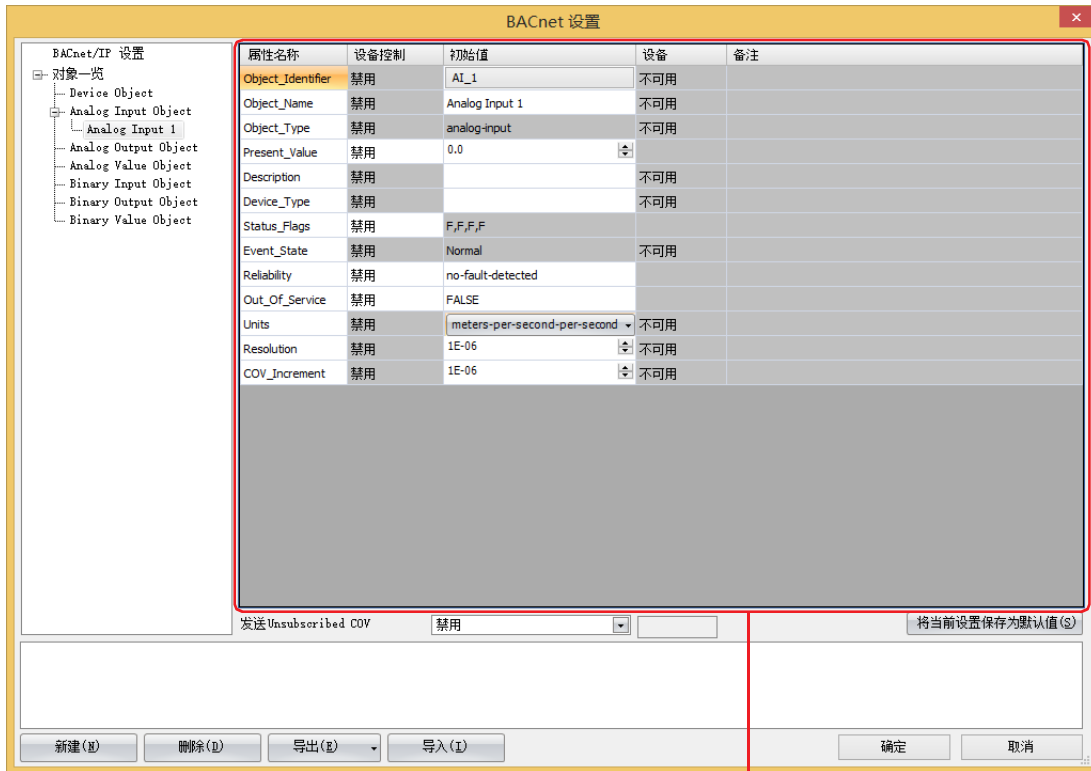 BACnet 设置
BACnet/IP 设置
对象一览
Device Object
Analog Input Object
Analog Input 1
Analog Output Object
Analog Value Object
Binary Input Object
Binary Output Object
Binary Value Object
属性名称 设备控制 初始值 设备 备注
Object_Identifier 禁用 AI_1 不可用
Object_Name 禁用 Analog Input 1 不可用
Object_Type 禁用 analog-input 不可用
Present_Value 禁用 0.0
Description 禁用 不可用
Device_Type 禁用 不可用
Status_Flags 禁用 F,F,F,F
Event_State 禁用 Normal 不可用
Reliability 禁用 no-fault-detected
Out_Of_Service 禁用 FALSE
Units 禁用 meters-per-second-per-second 不可用
Resolution 禁用 1E-06 不可用
COV_Increment 禁用 1E-06 不可用
发送Unsubscribed COV 禁用 将当前设置保存为默认值(S)
新建(N) 删除(D) 导出(E) 导入(I) 确定 取消